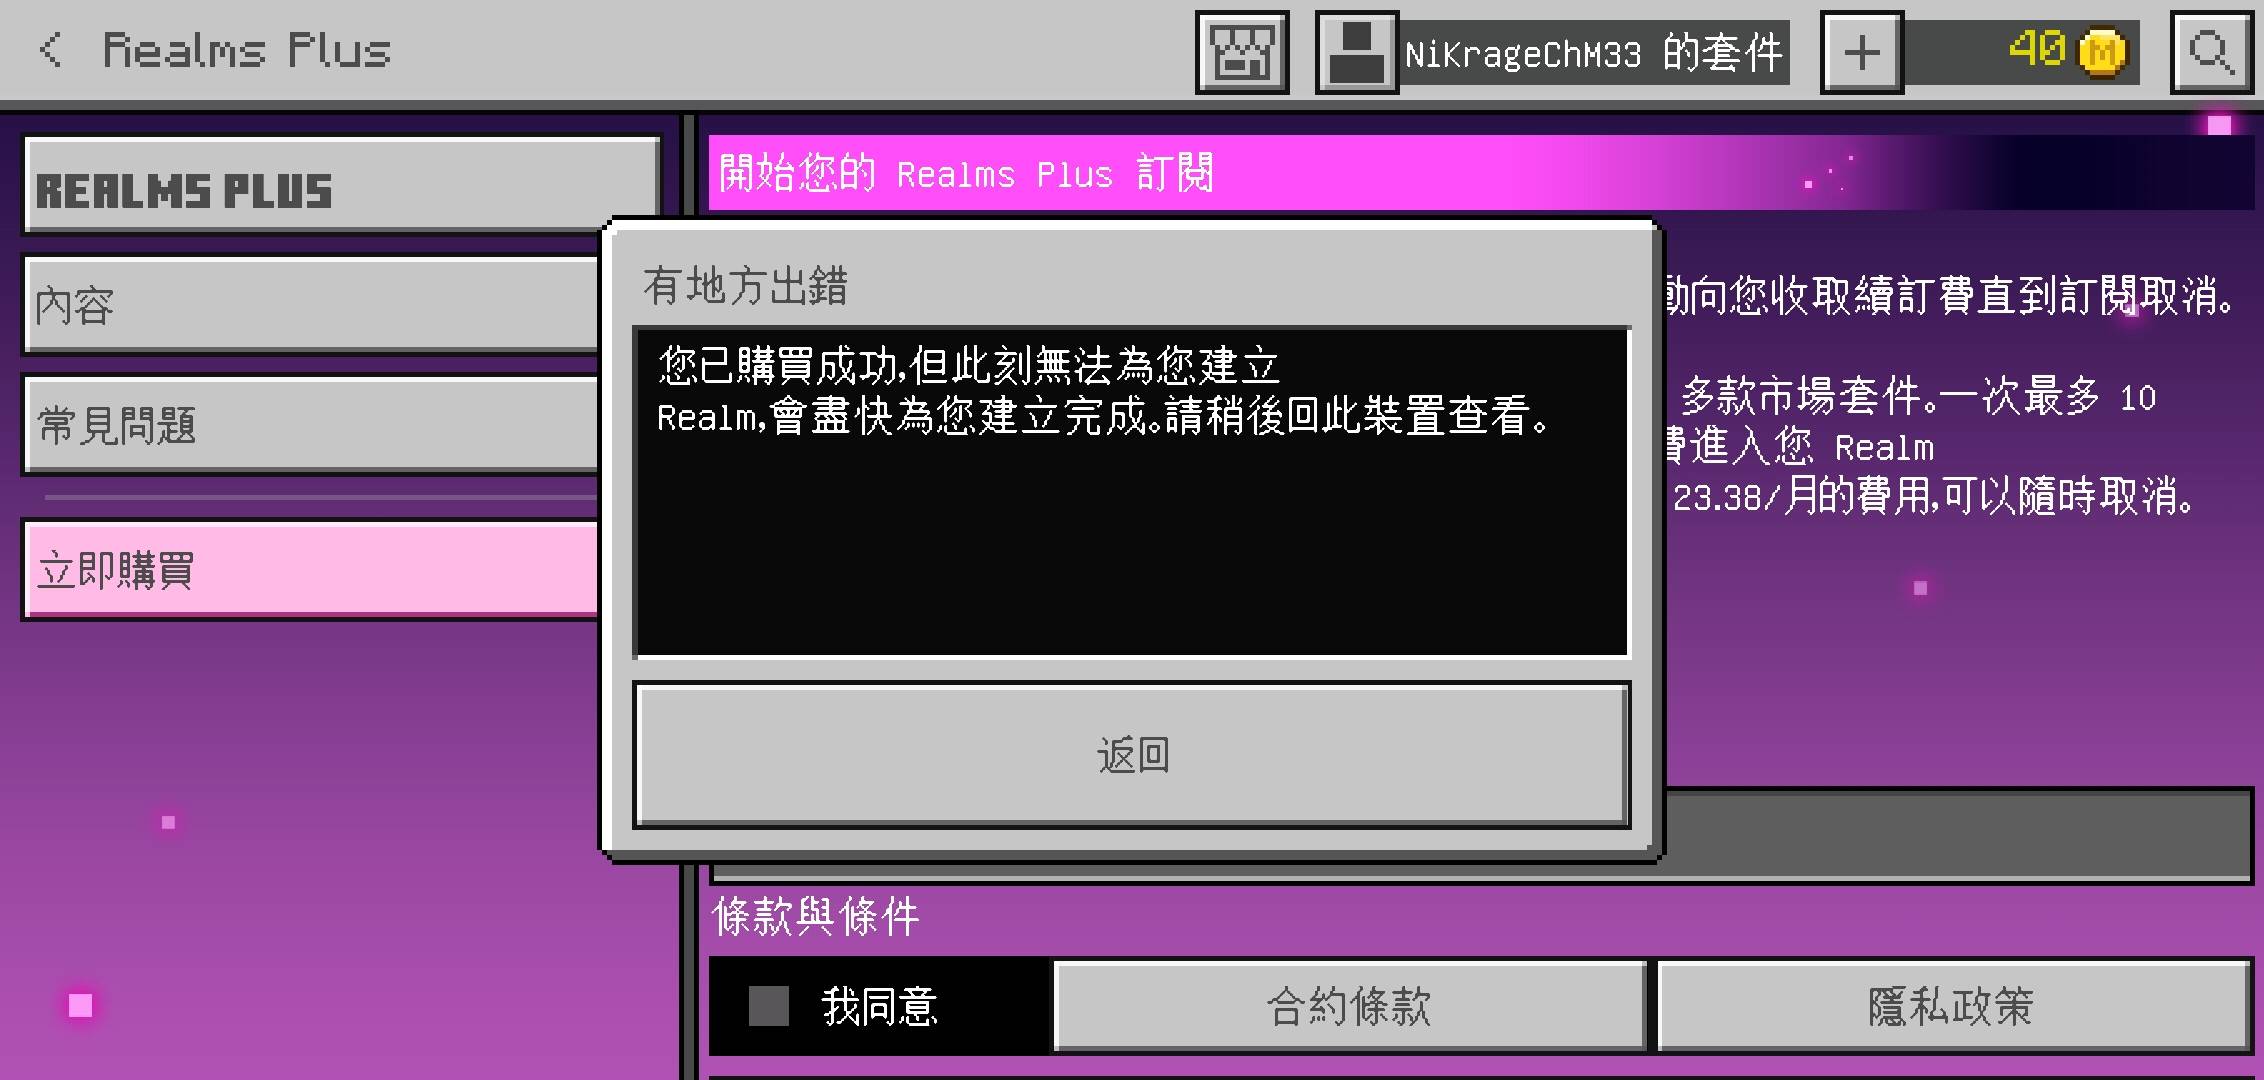 Realms Plus
NiKrageChM33 的套件
40
REALMS PLUS
內容
常見問題
立即購買
開始您的 Realms Plus 訂閱
動向您收取續訂費直到訂閱取消。
多款市場套件。一次最多 10
費進入您 Realm
23.38/月的費用,可以隨時取消。
有地方出錯
您已購買成功,但此刻無法為您建立
Realm,會盡快為您建立完成。請稍後回此裝置查看。
返回
條款與條件
我同意
合約條款
隱私政策